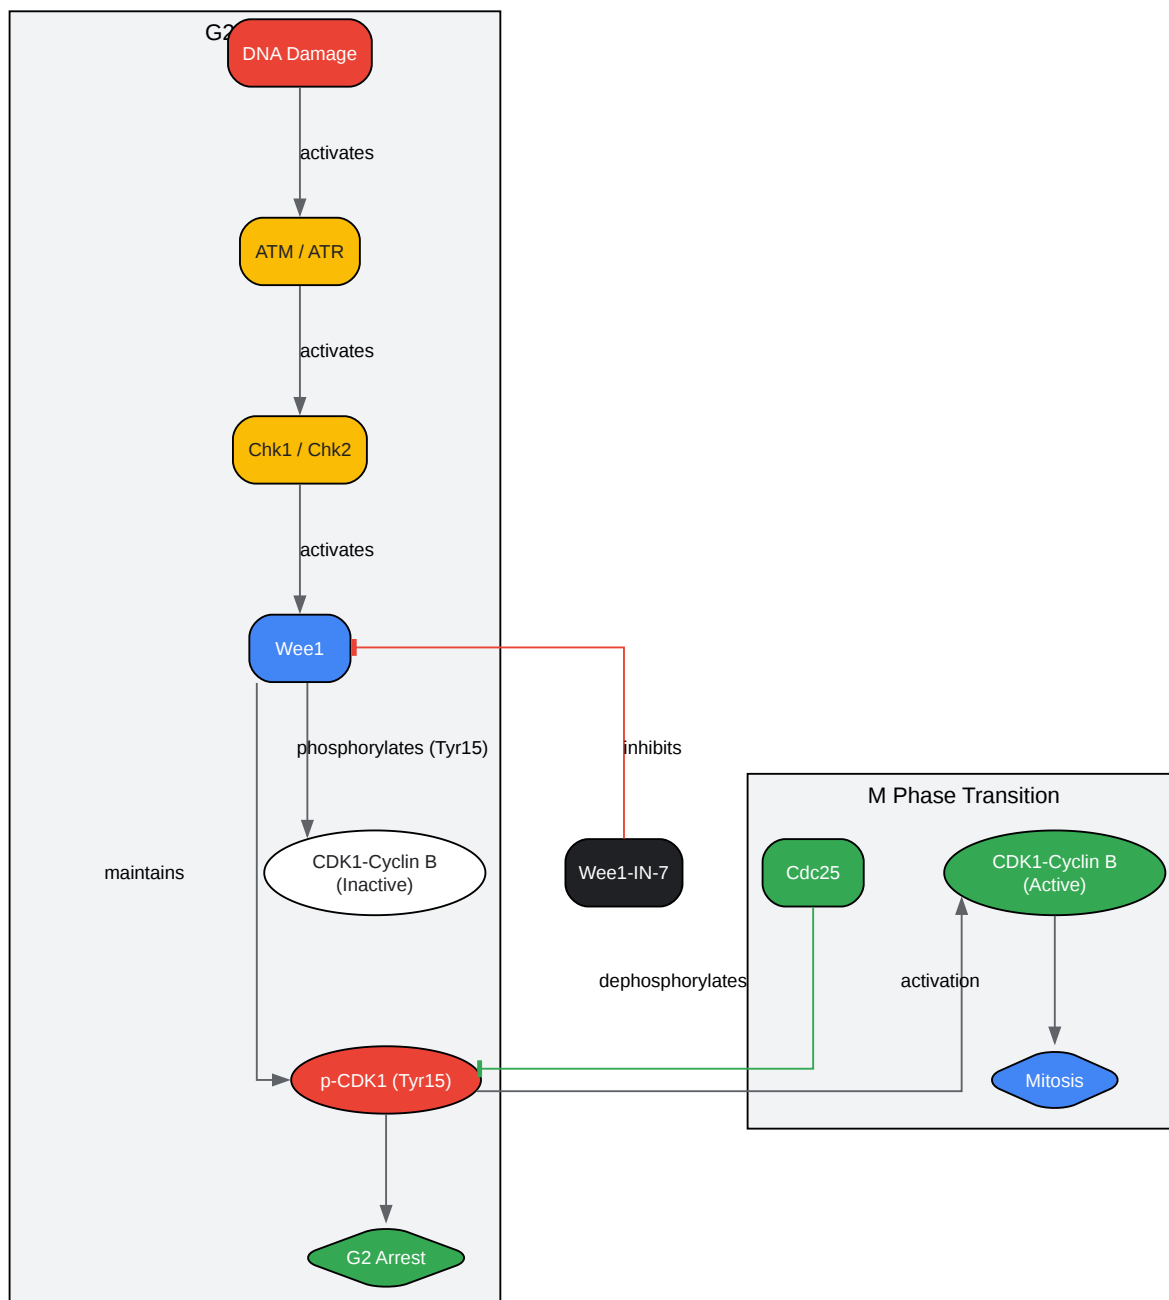 G2
DNA Damage
activates
ATM / ATR
activates
Chk1 / Chk2
activates
Wee1
phosphorylates (Tyr15)
inhibits
M Phase Transition
maintains
CDK1-Cyclin B
(Inactive)
Wee1-IN-7
Cdc25
CDK1-Cyclin B
(Active)
dephosphorylates
activation
p-CDK1 (Tyr15)
Mitosis
G2 Arrest